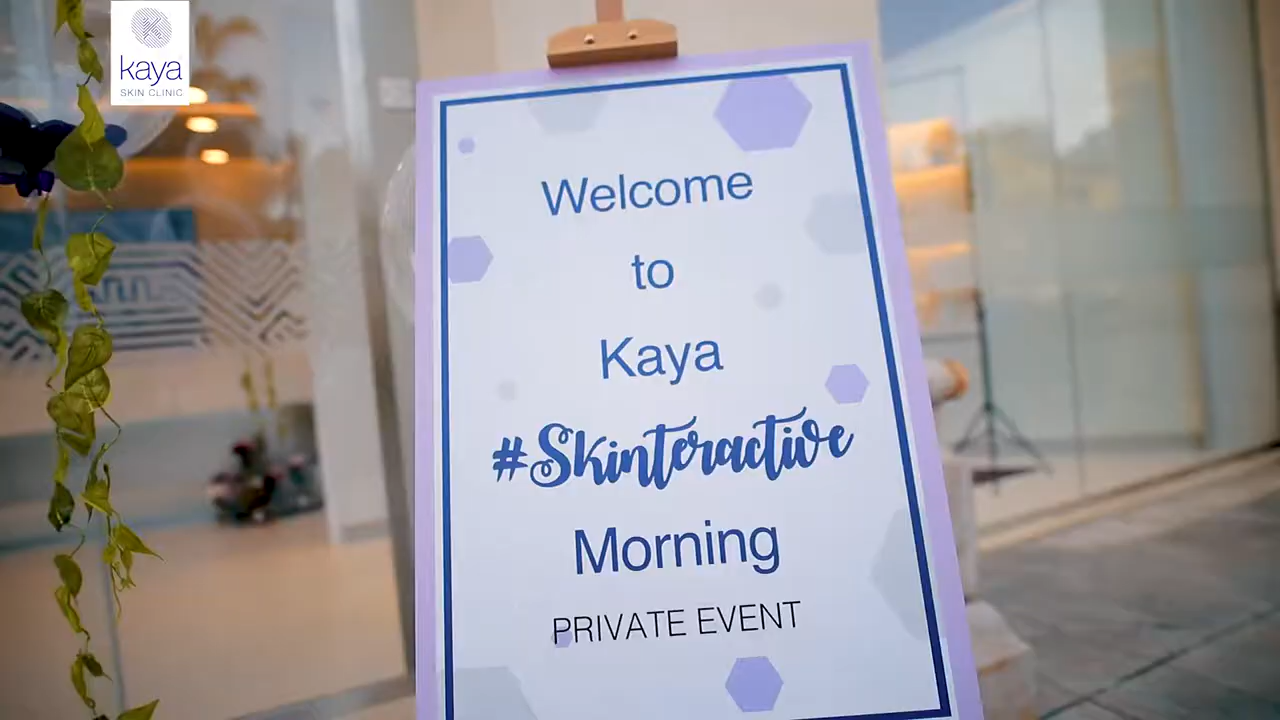 kaya
SKIN CLINIC
Welcome
to
Kaya
#Skinteractive
Morning
PRIVATE EVENT